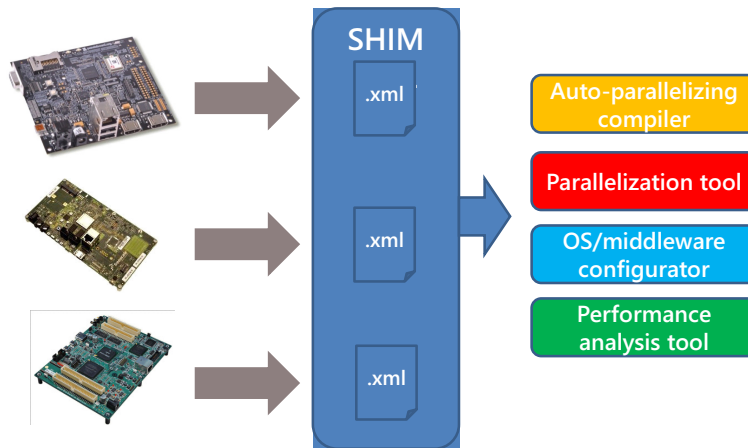 SHIM
.xml
.xml
.xml
Auto-parallelizing
compiler
Parallelization tool
OS/middleware
configurator
Performance
analysis tool